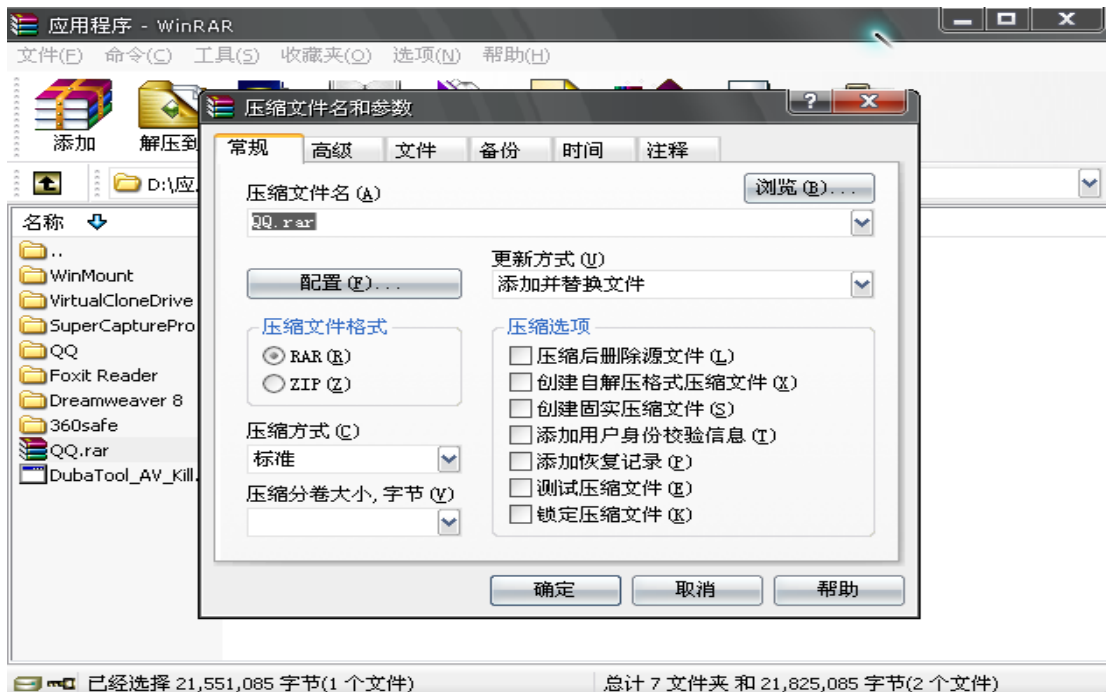 应用程序 - WinRAR
文件(F) 命令(C) 工具(S) 收藏夹(O) 选项(N) 帮助(H)
添加 解压到
D:\应.
压缩文件名和参数
常规 高级 文件 备份 时间 注释
压缩文件名(A)
浏览(B)...
QQ.rar
配置(F)...
更新方式(U)
添加并替换文件
压缩文件格式
RAR(R)
ZIP(Z)
压缩方式(C)
标准
压缩分卷大小,字节(V)
压缩选项
压缩后删除源文件(L)
创建自解压格式压缩文件(X)
创建固实压缩文件(S)
添加用户身份校验信息(T)
添加恢复记录(P)
测试压缩文件(E)
锁定压缩文件(K)
确定 取消 帮助
名称
..
WinMount
VirtualCloneDrive
SuperCapturePro
QQ
Foxit Reader
Dreamweaver 8
360safe
QQ.rar
DubaTool_AV_Kill.
已经选择 21,551,085 字节(1 个文件)
总计 7 文件夹 和 21,825,085 字节(2 个文件)